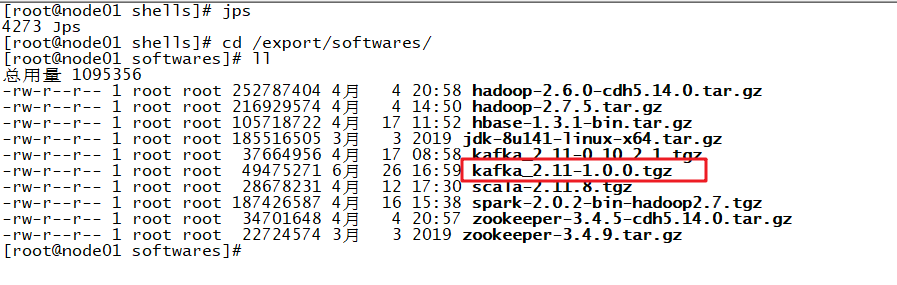 [root@node01 shells]# jps
4273 Jps
[root@node01 shells]# cd /export/softwares/
[root@node01 softwares]# ll
总用量 1095356
-rw-r--r-- 1 root root 252787404 4月   4 20:58 hadoop-2.6.0-cdh5.14.0.tar.gz
-rw-r--r-- 1 root root 216929574 4月   4 14:50 hadoop-2.7.5.tar.gz
-rw-r--r-- 1 root root 105718722 4月  17 11:52 hbase-1.3.1-bin.tar.gz
-rw-r--r-- 1 root root 185516505 3月   3 2019 jdk-8u141-linux-x64.tar.gz
-rw-r--r-- 1 root root  37664956 4月  17 08:58 kafka_2.11-0.10.2.1.tgz
-rw-r--r-- 1 root root  49475271 6月  26 16:59 kafka_2.11-1.0.0.tgz
-rw-r--r-- 1 root root  28678231 4月  12 17:30 scala-2.11.8.tgz
-rw-r--r-- 1 root root 187426587 4月  16 15:38 spark-2.0.2-bin-hadoop2.7.tgz
-rw-r--r-- 1 root root  34701648 4月   4 20:57 zookeeper-3.4.5-cdh5.14.0.tar.gz
-rw-r--r-- 1 root root  22724574 3月   3 2019 zookeeper-3.4.9.tar.gz
[root@node01 softwares]#